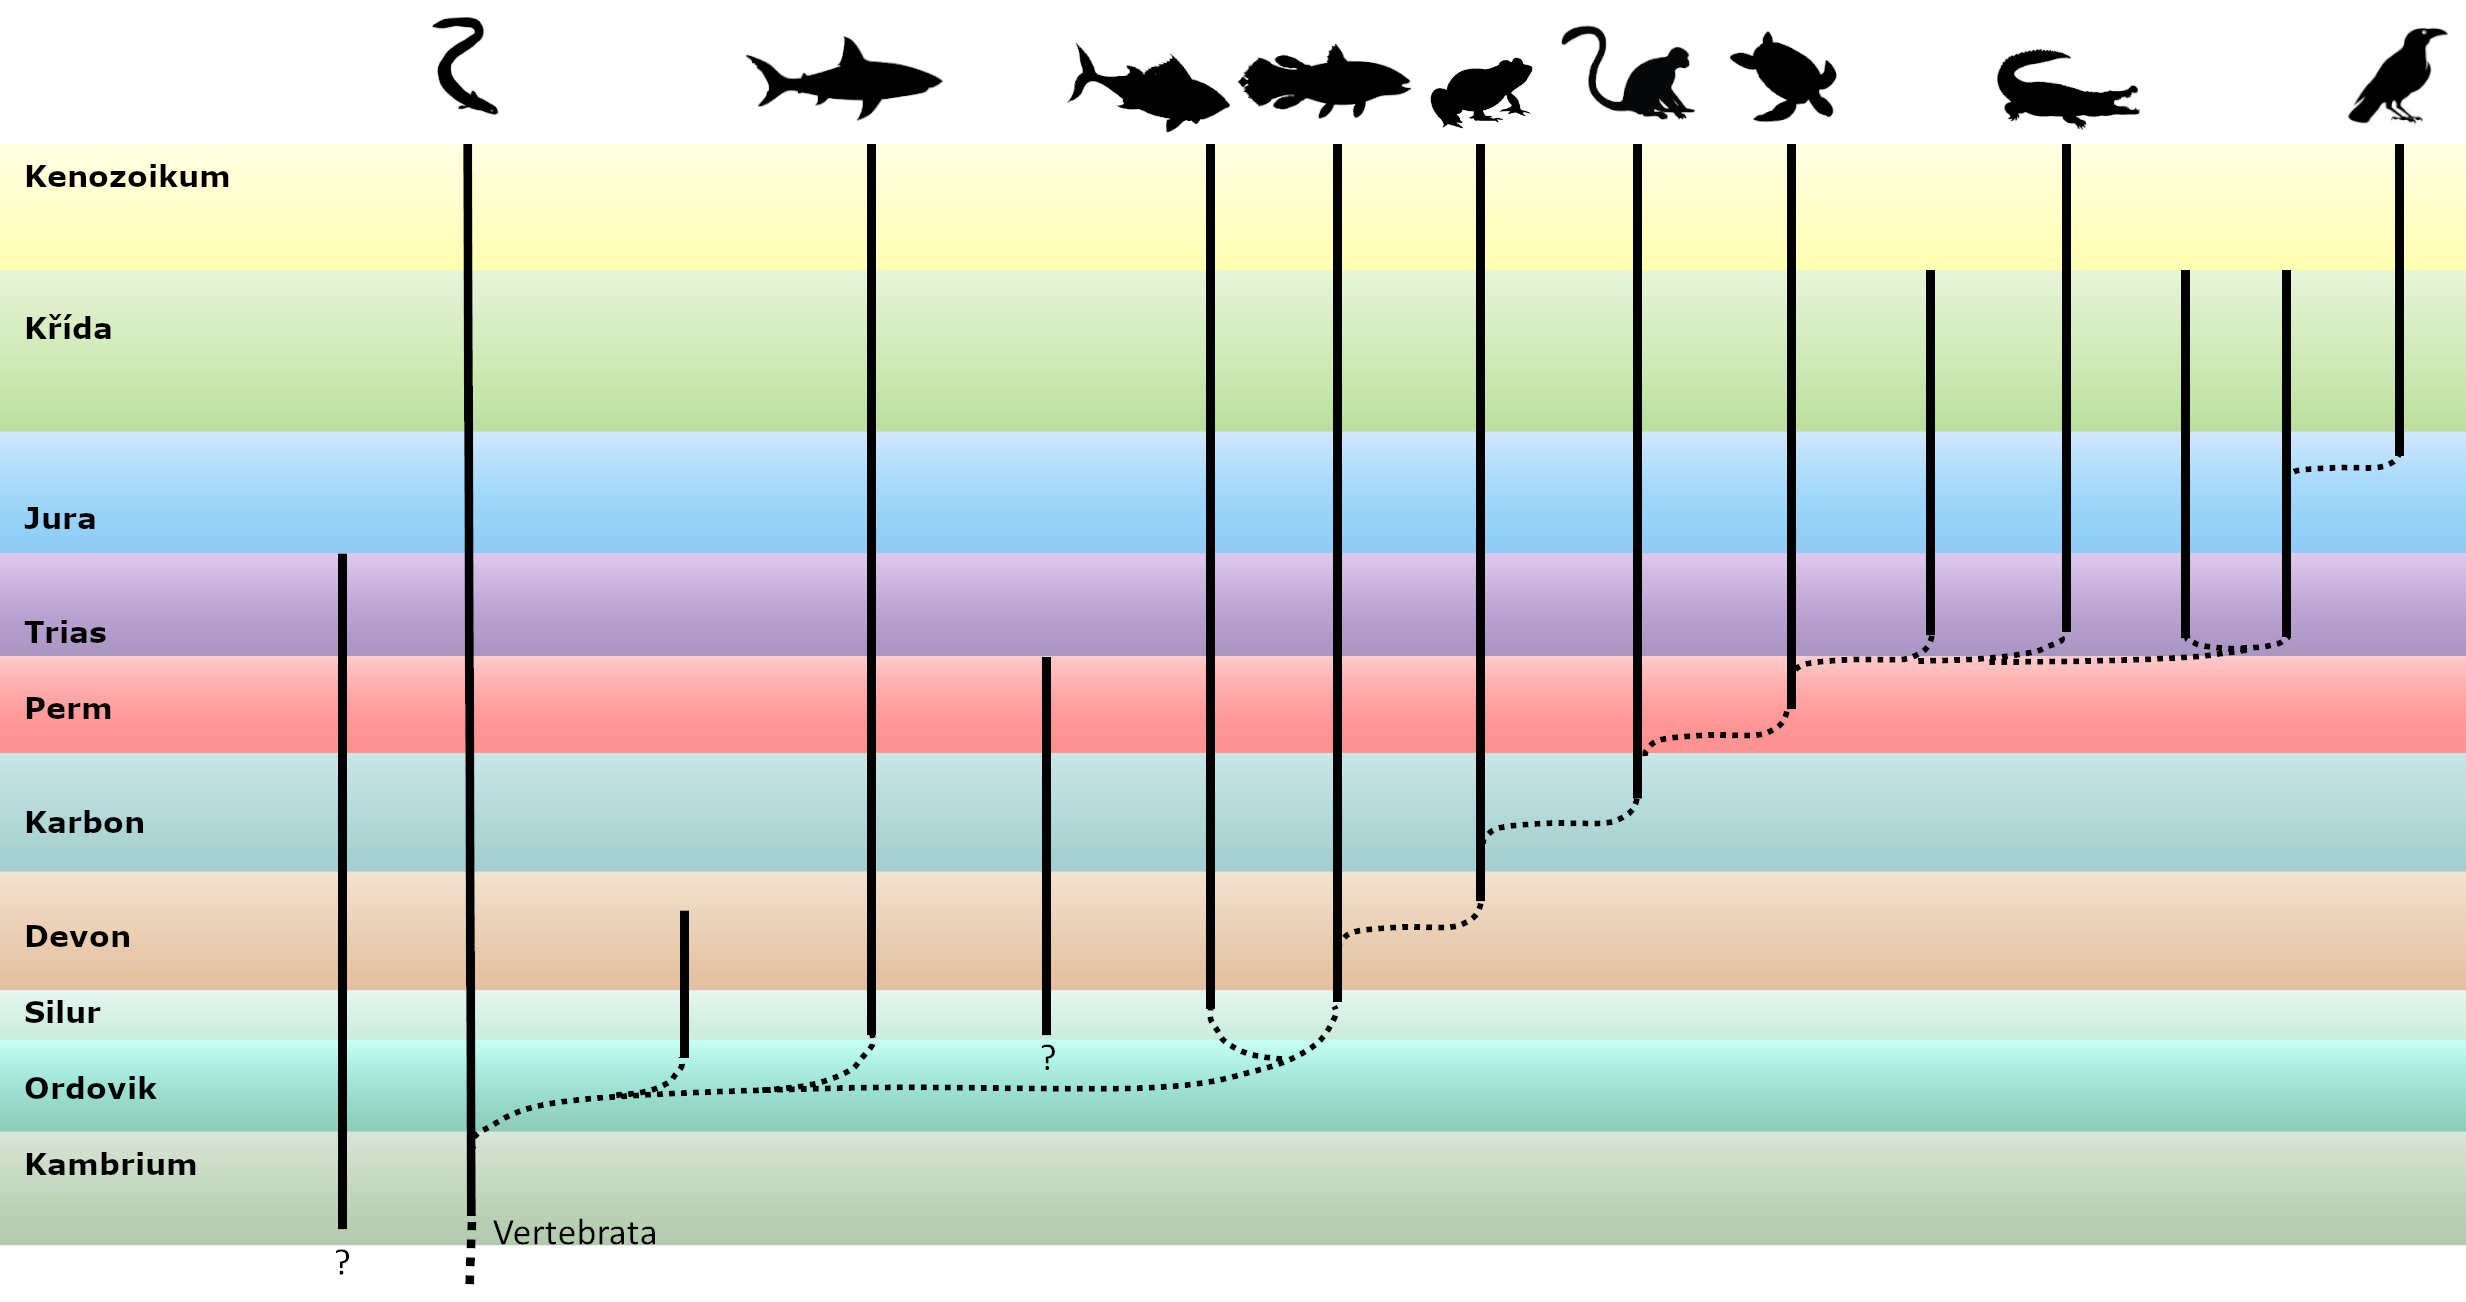 Kenozoikum
Křída
Jura
Trias
Perm
Karbon
Devon
Silur
?
Ordovik
Kambrium
Vertebrata
?